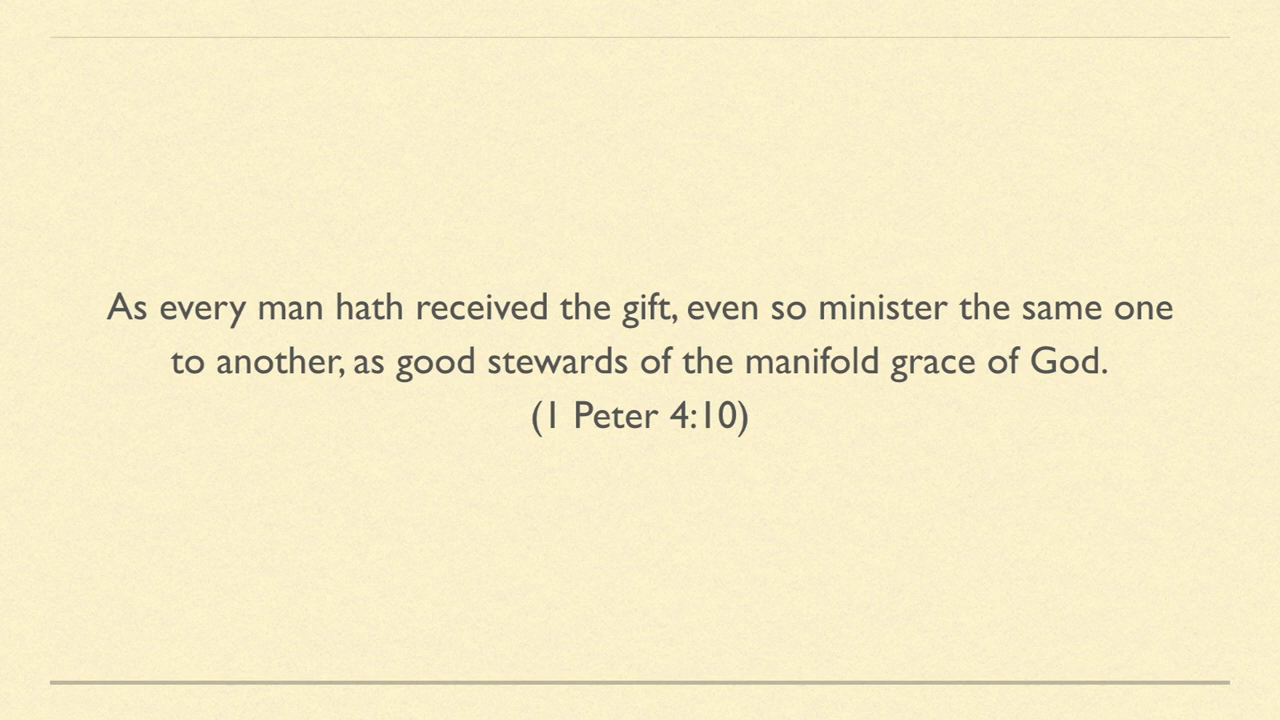 As every man hath received the gift, even so minister the same one
to another, as good stewards of the manifold grace of God.
(1 Peter 4:10)